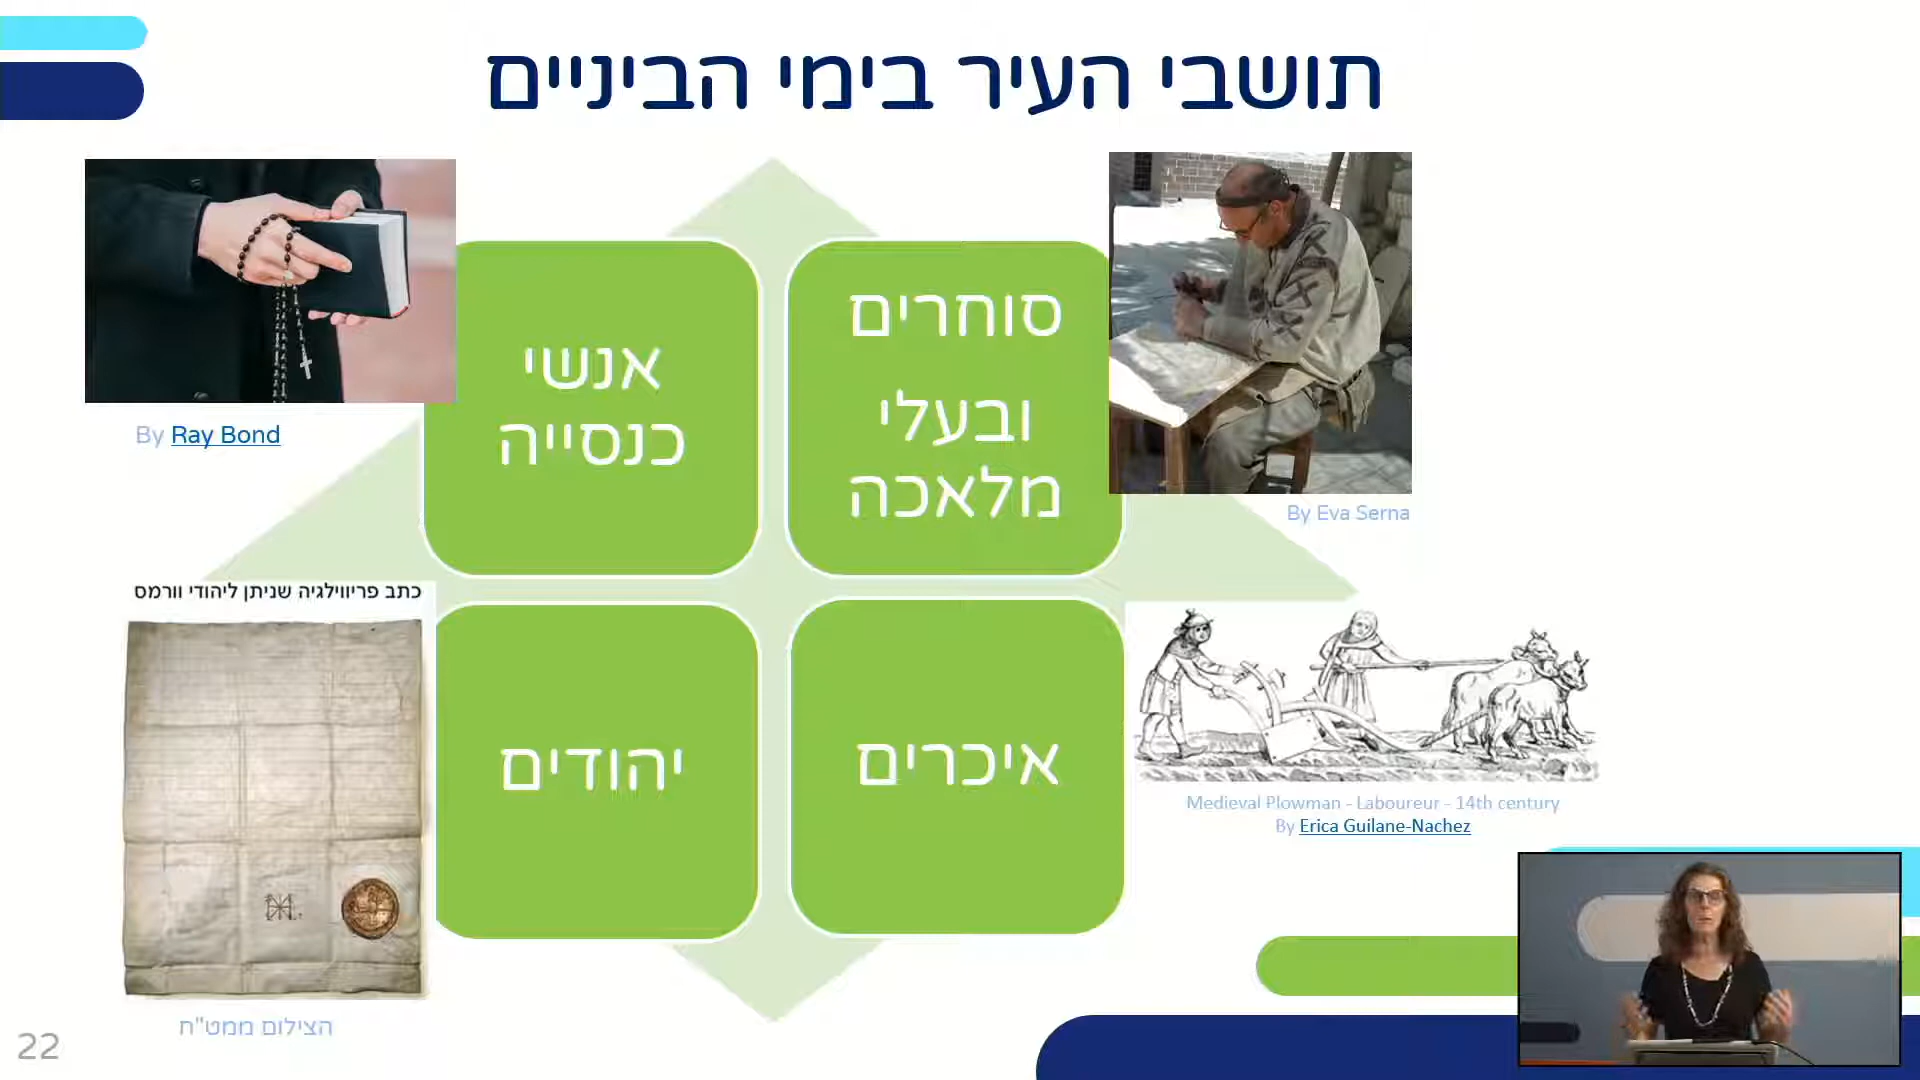 תושבי העיר בימי הביניים
סוחרים
ובעלי
מלאכה
אנשי
כנסייה
By Ray Bond
By Eva Serna
כתב פריווילגיה שניתן ליהודי וורמס
איכרים
יהודים
Medieval Plowman - Laboureur - 14th century
By Erica Guilane-Nachez
הצילום ממט"ח
22